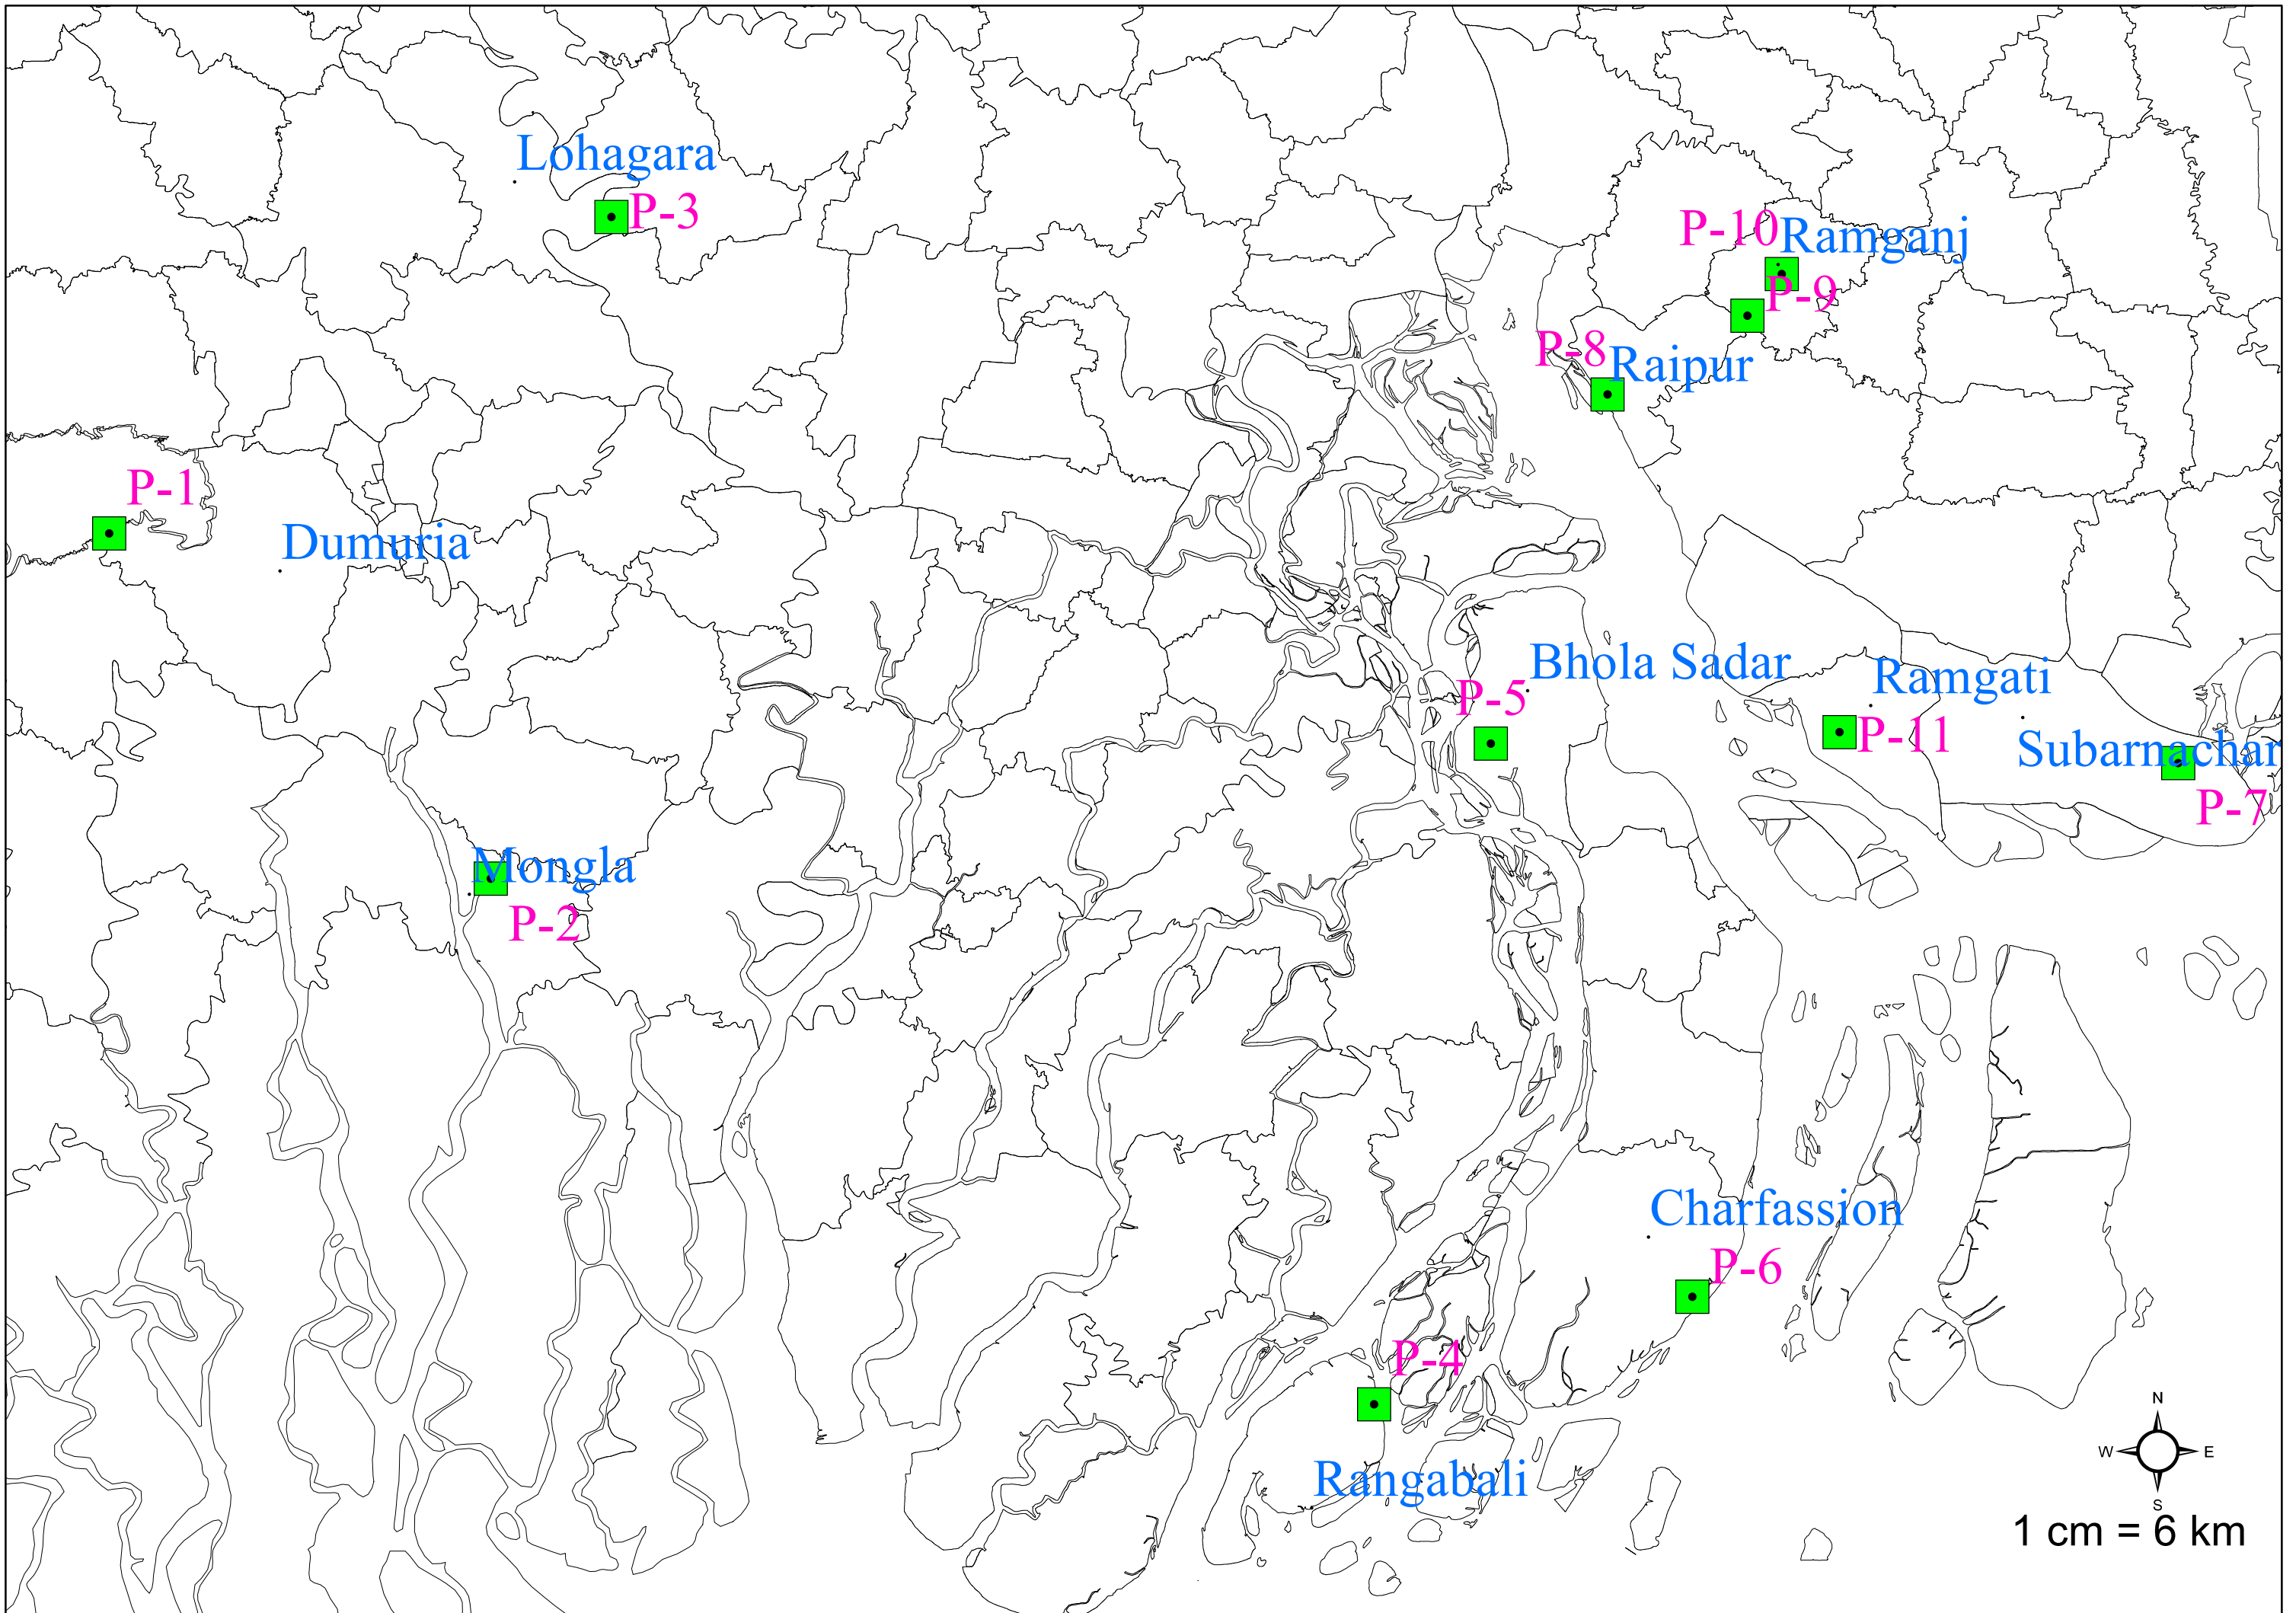 Lohagara
P-3
P-10
Ramganj
P-9
P-8
Raipur
P-1
Dumuria
Bhola Sadar
P-5
Ramgati
P-11
Subarnachar
P-7
Mongla
P-2
Charfassion
P-6
P-4
Rangabali
N
W
E
S
1 cm = 6 km